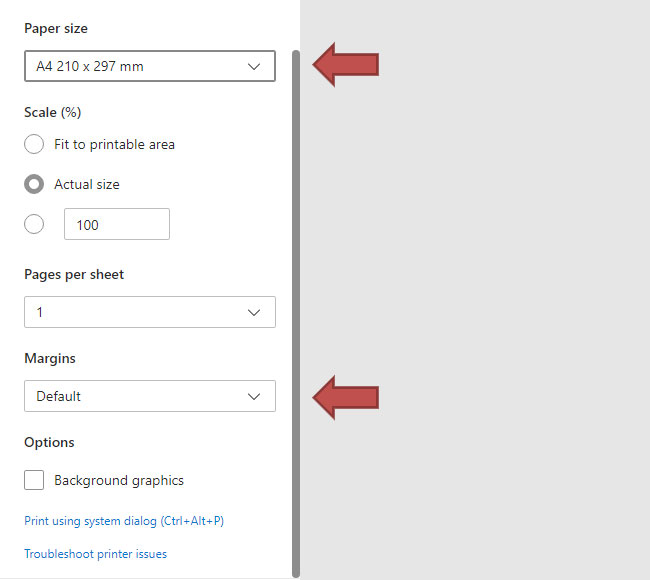 Paper size
A4 210 x 297 mm
Scale (%)
Fit to printable area
Actual size
100
Pages per sheet
1
Margins
Default
Options
Background graphics
Print using system dialog (Ctrl+Alt+P)
Troubleshoot printer issues